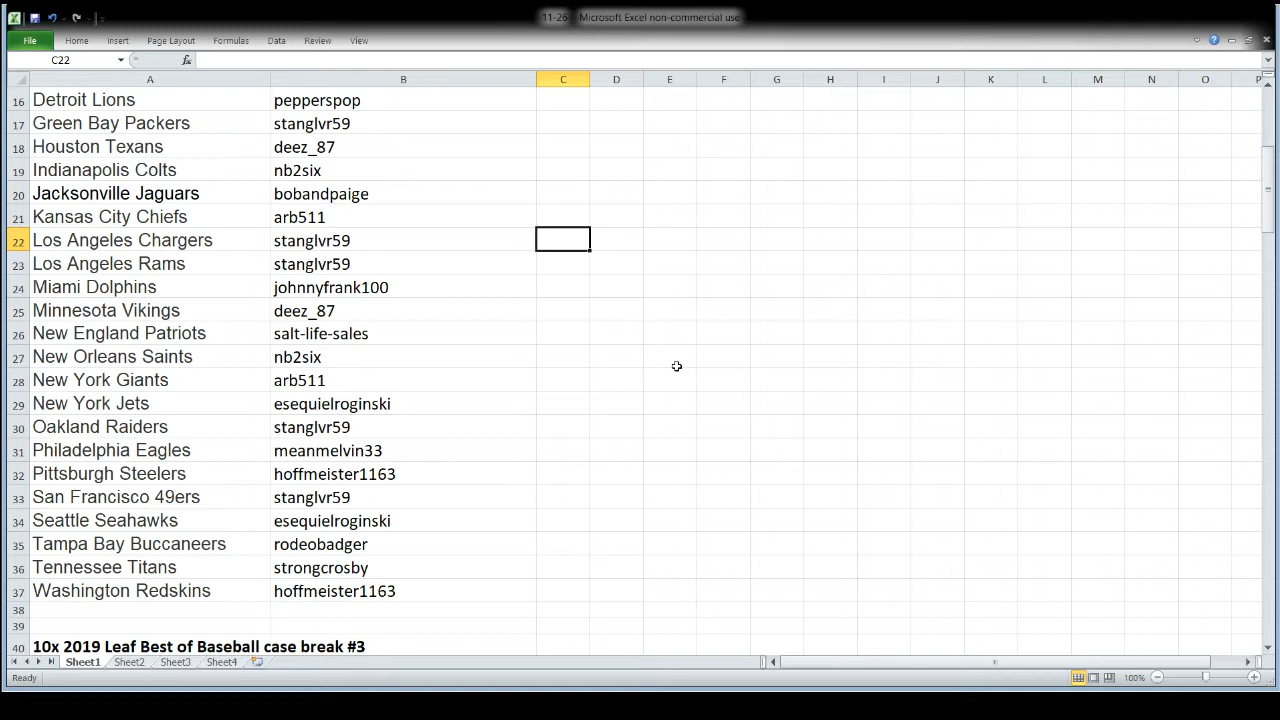 11-26 Microsoft Excel non-commercial use
File Home Insert Page Layout Formulas Data Review View
C22 fx
A B C D E F G H I J K L M N O P
16 Detroit Lions pepperspop
17 Green Bay Packers stanglvr59
18 Houston Texans deez_87
19 Indianapolis Colts nb2six
20 Jacksonville Jaguars bobandpaige
21 Kansas City Chiefs arb511
22 Los Angeles Chargers stanglvr59
23 Los Angeles Rams stanglvr59
24 Miami Dolphins johnnyfrank100
25 Minnesota Vikings deez_87
26 New England Patriots salt-life-sales
27 New Orleans Saints nb2six
28 New York Giants arb511
29 New York Jets esequielroginski
30 Oakland Raiders stanglvr59
31 Philadelphia Eagles meanmelvin33
32 Pittsburgh Steelers hoffmeister1163
33 San Francisco 49ers stanglvr59
34 Seattle Seahawks esequielroginski
35 Tampa Bay Buccaneers rodeobadger
36 Tennessee Titans strongcrosby
37 Washington Redskins hoffmeister1163
38
39
40 10x 2019 Leaf Best of Baseball case break #3
Sheet1 Sheet2 Sheet3 Sheet4
Ready 100%